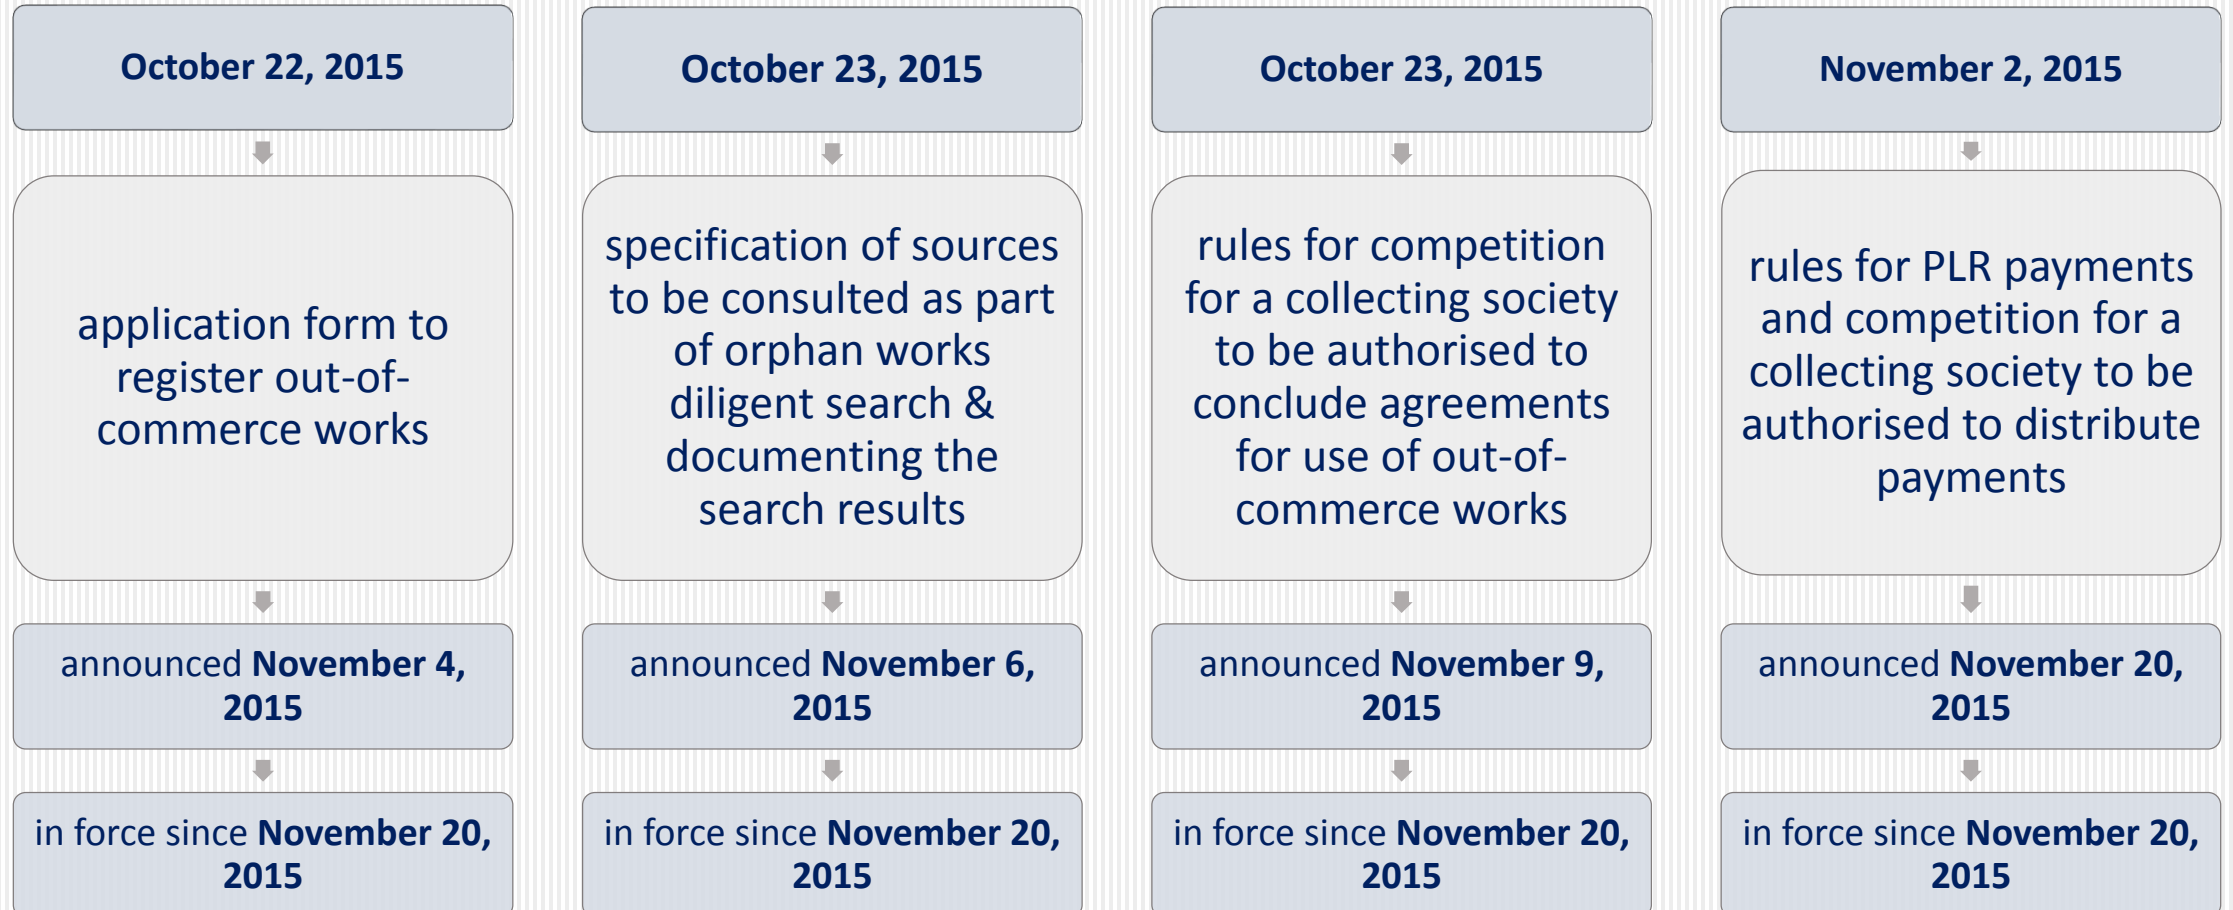 October 22, 2015
application form to
register out-of-
commerce works
announced November 4,
2015
in force since November 20,
2015
October 23, 2015
specification of sources
to be consulted as part
of orphan works
diligent search &
documenting the
search results
announced November 6,
2015
in force since November 20,
2015
October 23, 2015
rules for competition
for a collecting society
to be authorised to
conclude agreements
for use of out-of-
commerce works
announced November 9,
2015
in force since November 20,
2015
November 2, 2015
rules for PLR payments
and competition for a
collecting society to be
authorised to distribute
payments
announced November 20,
2015
in force since November 20,
2015